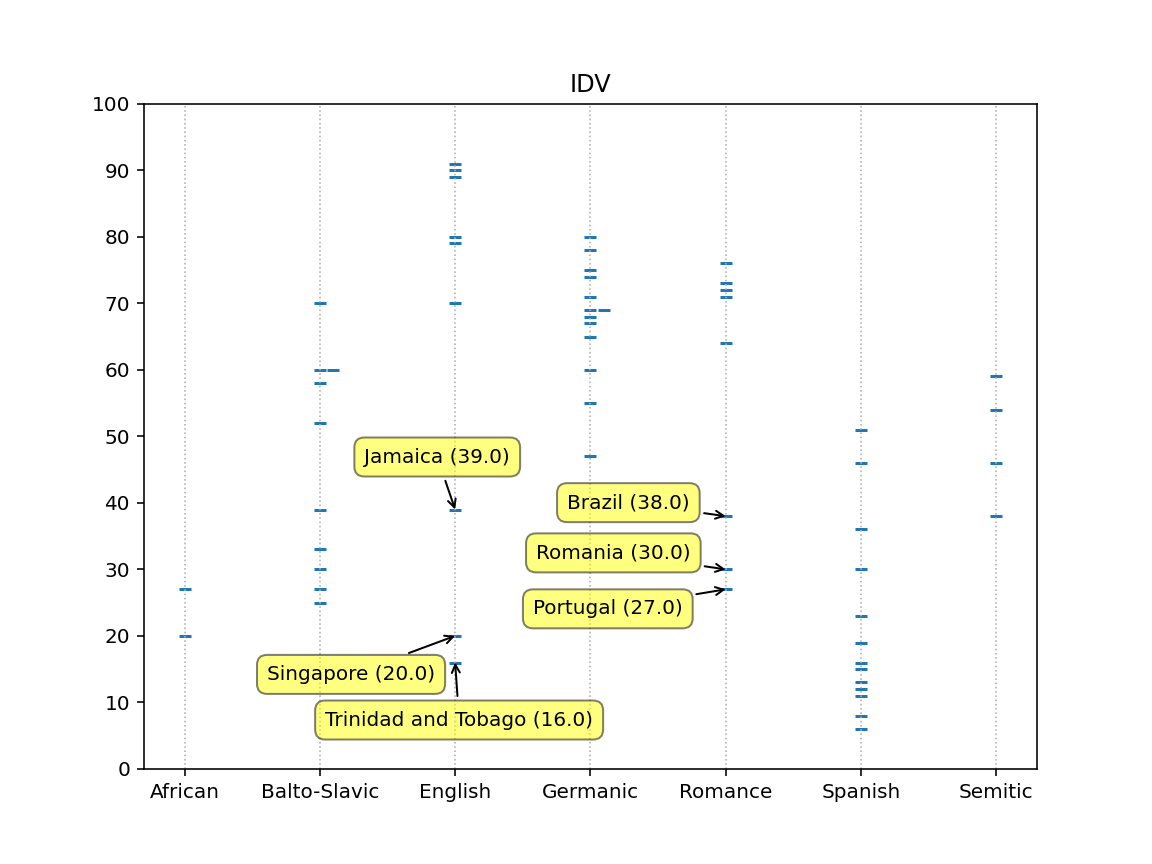 IDV
100
90
80
70
60
50
40
30
20
10
0
Jamaica (39.0)
Brazil (38.0)
Romania (30.0)
Portugal (27.0)
Singapore (20.0)
Trinidad and Tobago (16.0)
African Balto-Slavic English Germanic Romance Spanish Semitic